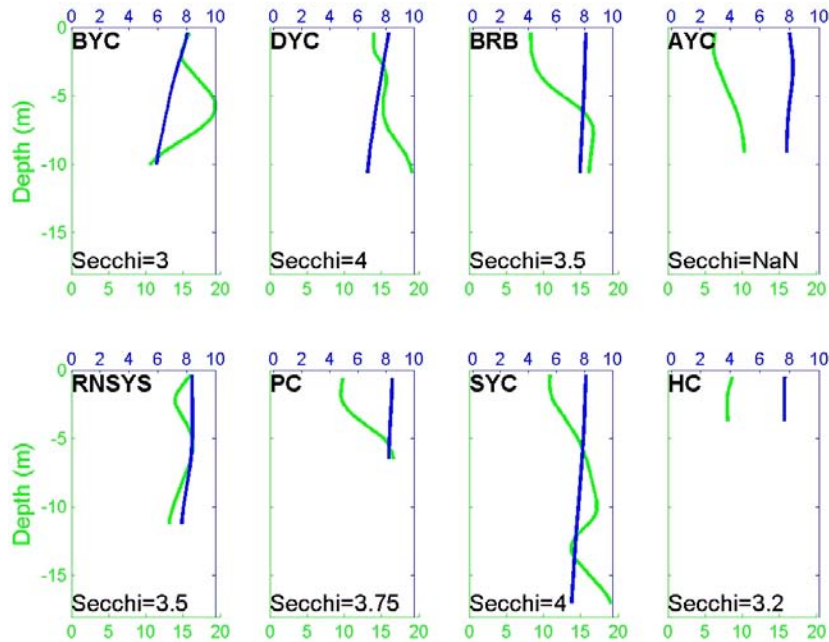 0 2 4 6 8 10 0 2 4 6 8 10 0 2 4 6 8 10 0 2 4 6 8 10
0 BYC DYC BRB AYC
-5
Depth (m)
-10
-15
Secchi=3 Secchi=4 Secchi=3.5 Secchi=NaN
0 5 10 15 20 0 5 10 15 20 0 5 10 15 20 0 5 10 15 20
0 2 4 6 8 10 0 2 4 6 8 10 0 2 4 6 8 10 0 2 4 6 8 10
0 RNSYS PC SYC HC
-5
Depth (m)
-10
-15
Secchi=3.5 Secchi=3.75 Secchi=4 Secchi=3.2
0 5 10 15 20 0 5 10 15 20 0 5 10 15 20 0 5 10 15 20